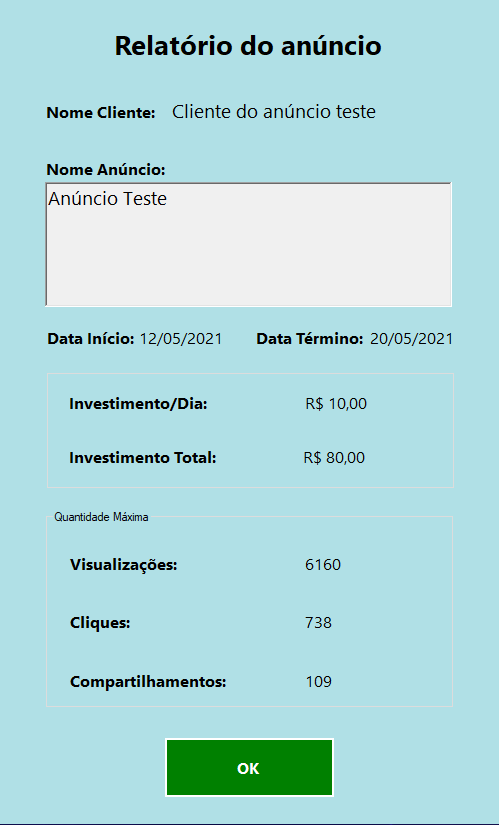 Relatório do anúncio
Nome Cliente: Cliente do anúncio teste
Nome Anúncio:
Anúncio Teste
Data Início: 12/05/2021 Data Término: 20/05/2021
Investimento/Dia: R$ 10,00
Investimento Total: R$ 80,00
Quantidade Máxima
Visualizações: 6160
Cliques: 738
Compartilhamentos: 109
OK